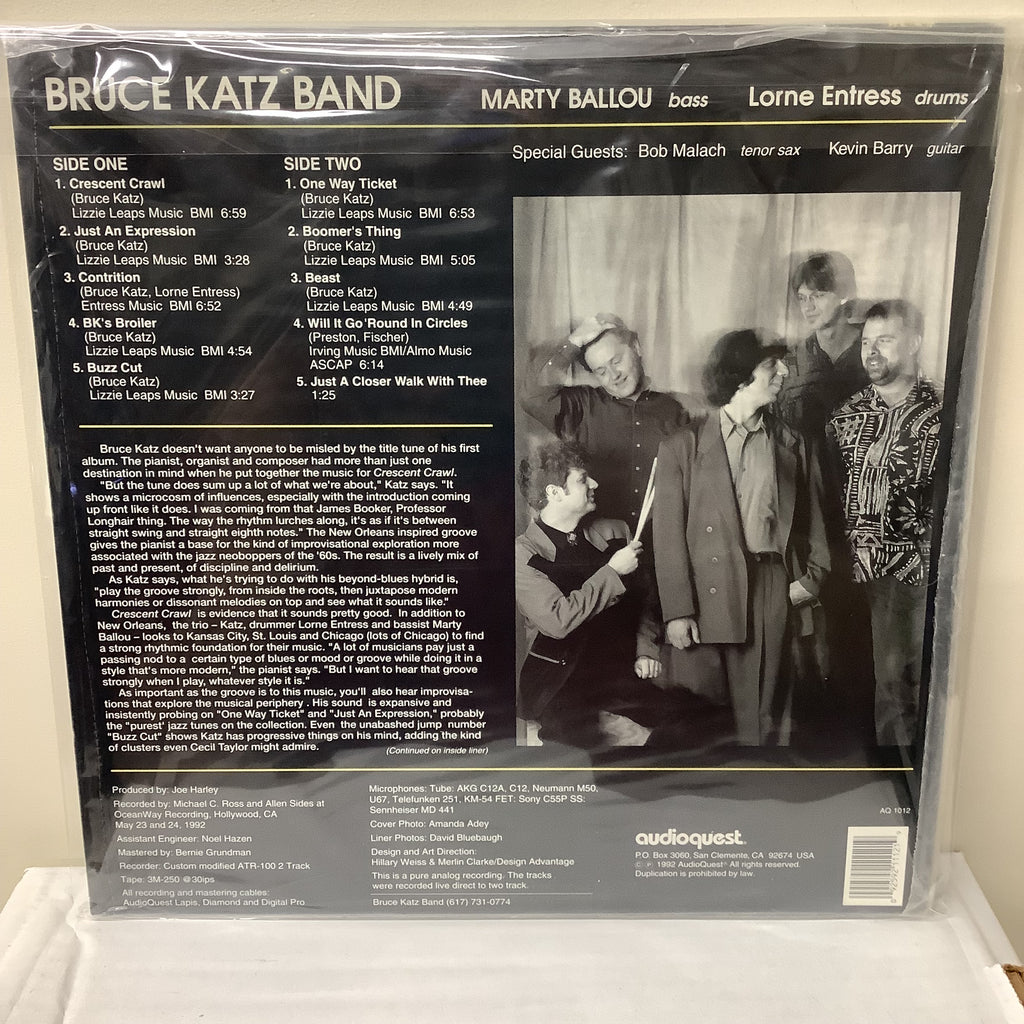 BRUCE KATZ BAND
MARTY BALLOU bass
Lorne Entress drums
Special Guests: Bob Malach tenor sax Kevin Barry guitar
SIDE ONE
1. Crescent Crawl
(Bruce Katz)
Lizzie Leaps Music BMI 6:59
2. Just An Expression
(Bruce Katz)
Lizzie Leaps Music BMI 3:28
3. Contrition
(Bruce Katz, Lorne Entress)
Entress Music BMI 6:52
4. BK's Broiler
(Bruce Katz)
Lizzie Leaps Music BMI 4:54
5. Buzz Cut
(Bruce Katz)
Lizzie Leaps Music BMI 3:27
SIDE TWO
1. One Way Ticket
(Bruce Katz)
Lizzie Leaps Music BMI 6:53
2. Boomer's Thing
(Bruce Katz)
Lizzie Leaps Music BMI 5:05
3. Beast
(Bruce Katz)
Lizzie Leaps Music BMI 4:49
4. Will It Go 'Round In Circles
(Preston, Fischer)
Irving Music BMI/Almo Music
ASCAP 6:14
5. Just A Closer Walk With Thee
1:25
Bruce Katz doesn't want anyone to be misled by the title tune of his first
album. The pianist, organist and composer had more than just one
destination in mind when he put together the music for Crescent Crawl.
"But the tune does sum up a lot of what we're about," Katz says. "It
shows a microcosm of influences, especially with the introduction coming
up front like it does. I was coming from that James Booker, Professor
Longhair thing. The way the rhythm lurches along, it's as if it's between
straight swing and straight eighth notes." The New Orleans inspired groove
gives the pianist a base for the kind of improvisational exploration more
associated with the jazz neoboppers of the '60s. The result is a lively mix of
past and present, of discipline and delirium.
As Katz says, what he's trying to do with his beyond-blues hybrid is,
"play the groove strongly, from inside the roots, then juxtapose modern
harmonies or dissonant melodies on top and see what it sounds like."
Crescent Crawl is evidence that it sounds pretty good. In addition to
New Orleans, the trio – Katz, drummer Lorne Entress and bassist Marty
Ballou – looks to Kansas City, St. Louis and Chicago (lots of Chicago) to find
a strong rhythmic foundation for their music. "A lot of musicians pay just a
passing nod to a certain type of blues or mood or groove while doing it in a
style that's more modern," the pianist says. "But I want to hear that groove
strongly when I play, whatever style it is."
As important as the groove is to this music, you'll also hear improvisa-
tions that explore the musical periphery . His sound is expansive and
insistently probing on "One Way Ticket" and "Just An Expression," probably
the "purest' jazz tunes on the collection. Even the unabashed jump number
"Buzz Cut" shows Katz has progressive things on his mind, adding the kind
of clusters even Cecil Taylor might admire.
(Continued on inside liner)
Produced by: Joe Harley
Recorded by: Michael C. Ross and Allen Sides at
OceanWay Recording, Hollywood, CA
May 23 and 24, 1992
Assistant Engineer: Noel Hazen
Mastered by: Bernie Grundman
Recorder: Custom modified ATR-100 2 Track
Tape: 3M-250 @30ips
All recording and mastering cables:
AudioQuest Lapis, Diamond and Digital Pro
Microphones: Tube: AKG C12A, C12, Neumann M50,
U67, Telefunken 251, KM-54 FET: Sony C55P SS:
Sennheiser MD 441
Cover Photo: Amanda Adey
Liner Photos: David Bluebaugh
Design and Art Direction:
Hillary Weiss & Merlin Clarke/Design Advantage
This is a pure analog recording. The tracks
were recorded live direct to two track.
Bruce Katz Band (617) 731-0774
audioquest®
P.O. Box 3060, San Clemente, CA 92674 USA
© ℗ 1992 AudioQuest® All rights reserved.
Duplication is prohibited by law.
AQ 1012